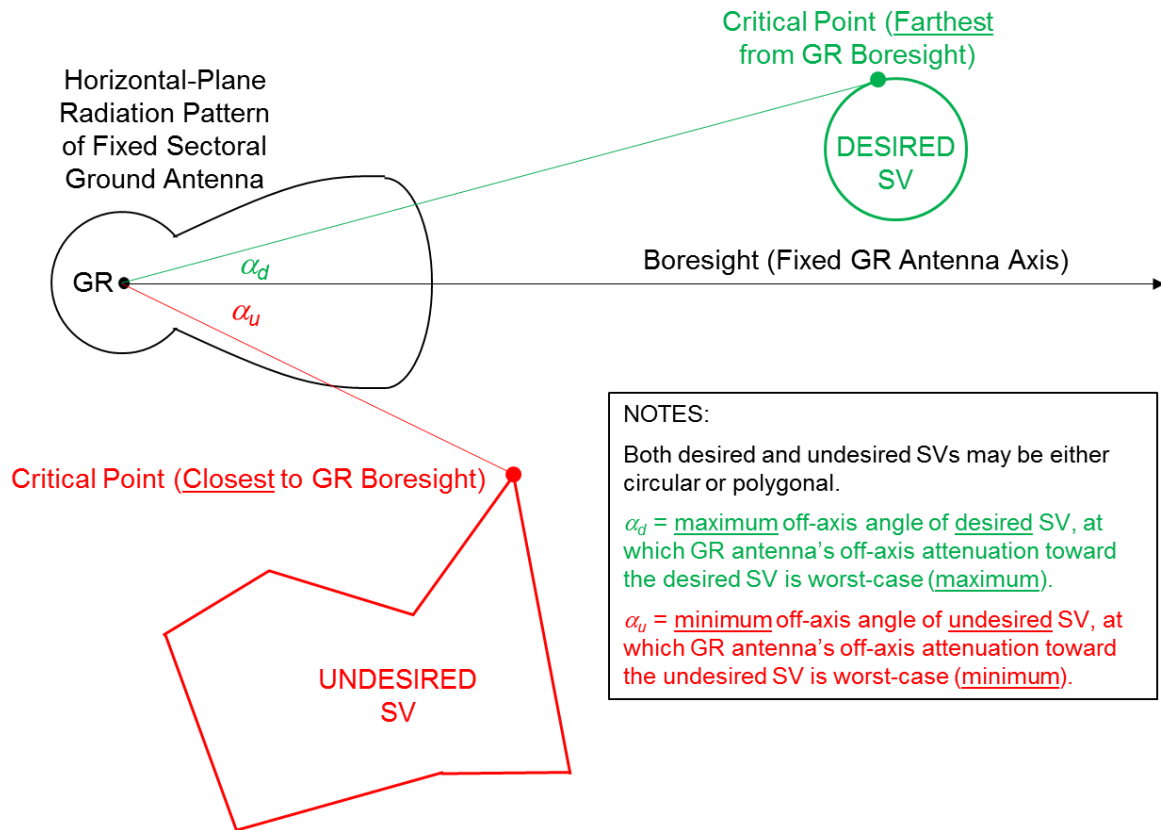 Critical Point (Farthest
from GR Boresight)
Horizontal-Plane
Radiation Pattern
of Fixed Sectoral
Ground Antenna
DESIRED
SV
GR
αd
Boresight (Fixed GR Antenna Axis)
αu
Critical Point (Closest to GR Boresight)
UNDESIRED
SV
NOTES:
Both desired and undesired SVs may be either
circular or polygonal.
αd = maximum off-axis angle of desired SV, at
which GR antenna's off-axis attenuation toward
the desired SV is worst-case (maximum).
αu = minimum off-axis angle of undesired SV, at
which GR antenna's off-axis attenuation toward
the undesired SV is worst-case (minimum).